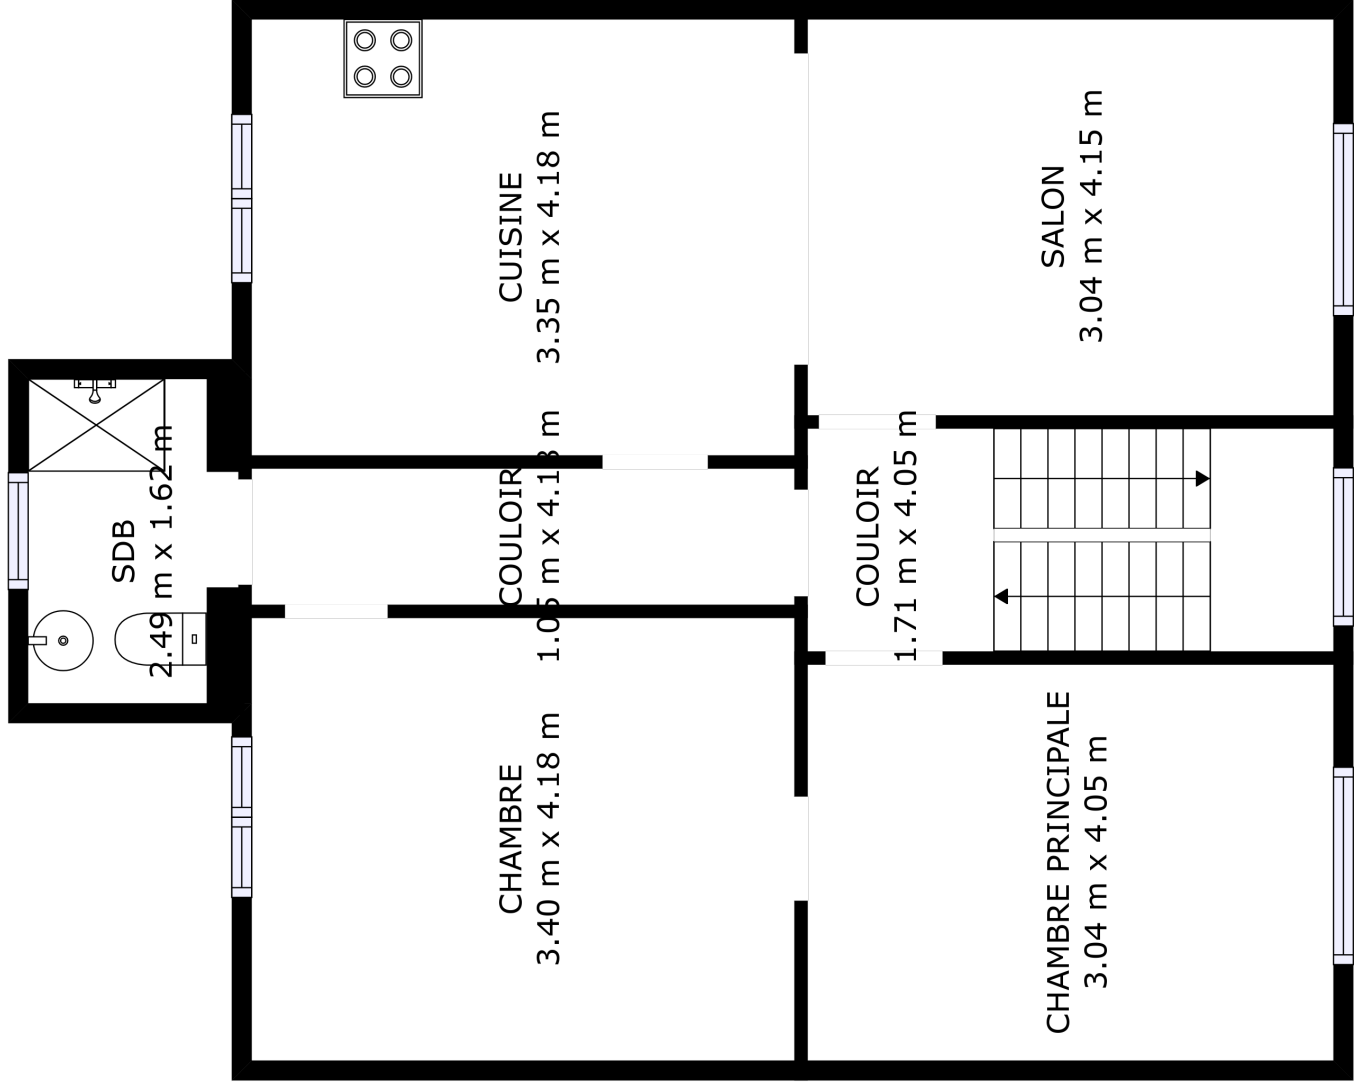 CUISINE
3.35 m x 4.18 m
SALON
3.04 m x 4.15 m
SDB
2.49 m x 1.62 m
COULOIR
1.05 m x 4.18 m
COULOIR
1.71 m x 4.05 m
CHAMBRE
3.40 m x 4.18 m
CHAMBRE PRINCIPALE
3.04 m x 4.05 m